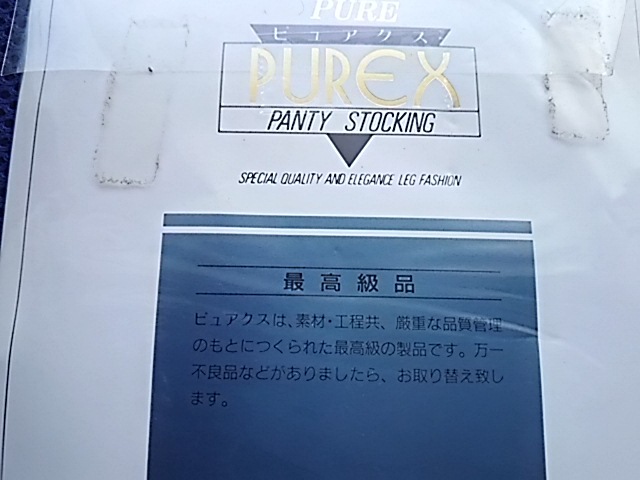 PURE
ピュアクス
PUREX
PANTY STOCKING
SPECIAL QUALITY AND ELEGANCE LEG FASHION
最高級品
ピュアクスは、素材・工程共、厳重な品質管理
のもとにつくられた最高級の製品です。万一
不良品などがありましたら、お取り替え致し
ます。